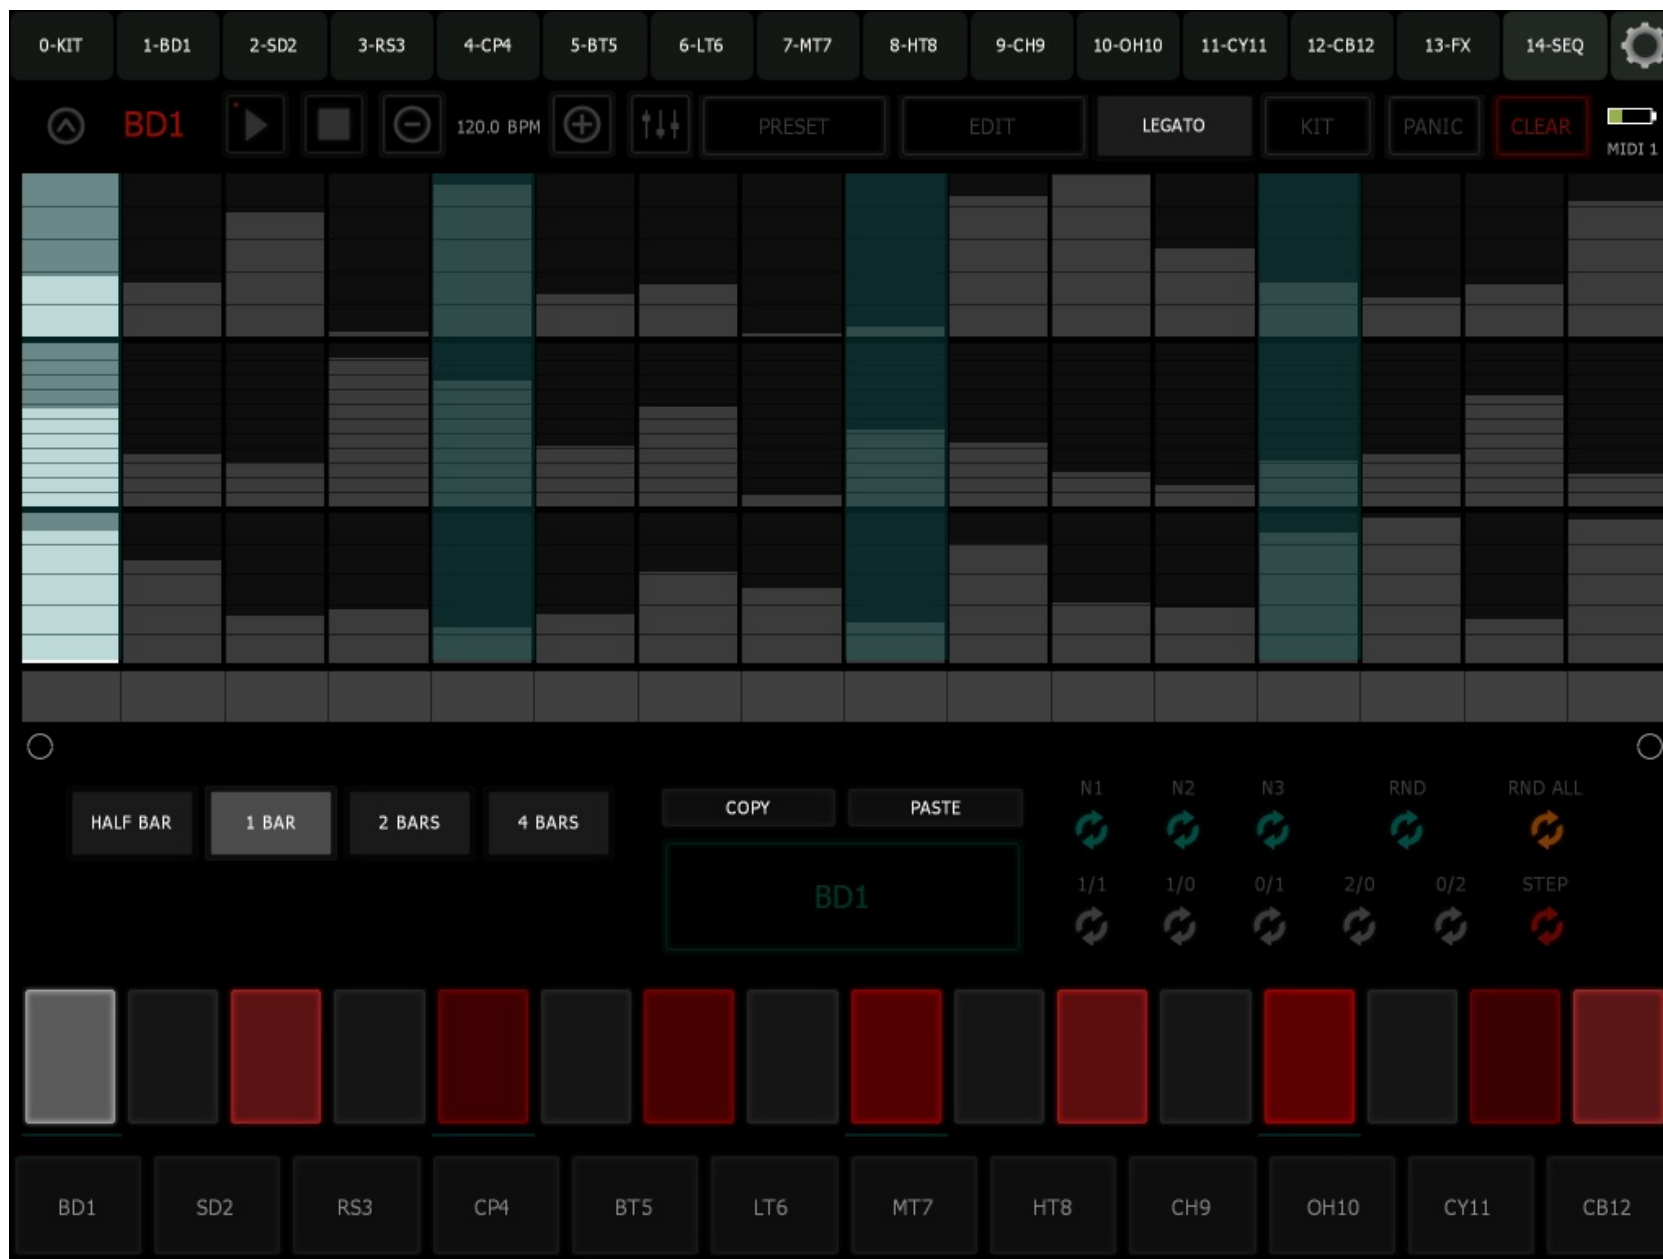 0-KIT 1-BD1 2-SD2 3-RS3 4-CP4 5-BT5 6-LT6 7-MT7 8-HT8 9-CH9 10-OH10 11-CY11 12-CB12 13-FX 14-SEQ
BD1 120.0 BPM PRESET EDIT LEGATO KIT PANIC CLEAR
MIDI 1
HALF BAR 1 BAR 2 BARS 4 BARS
COPY PASTE
BD1
N1 N2 N3 RND RND ALL
1/1 1/0 0/1 2/0 0/2 STEP
BD1 SD2 RS3 CP4 BT5 LT6 MT7 HT8 CH9 OH10 CY11 CB12